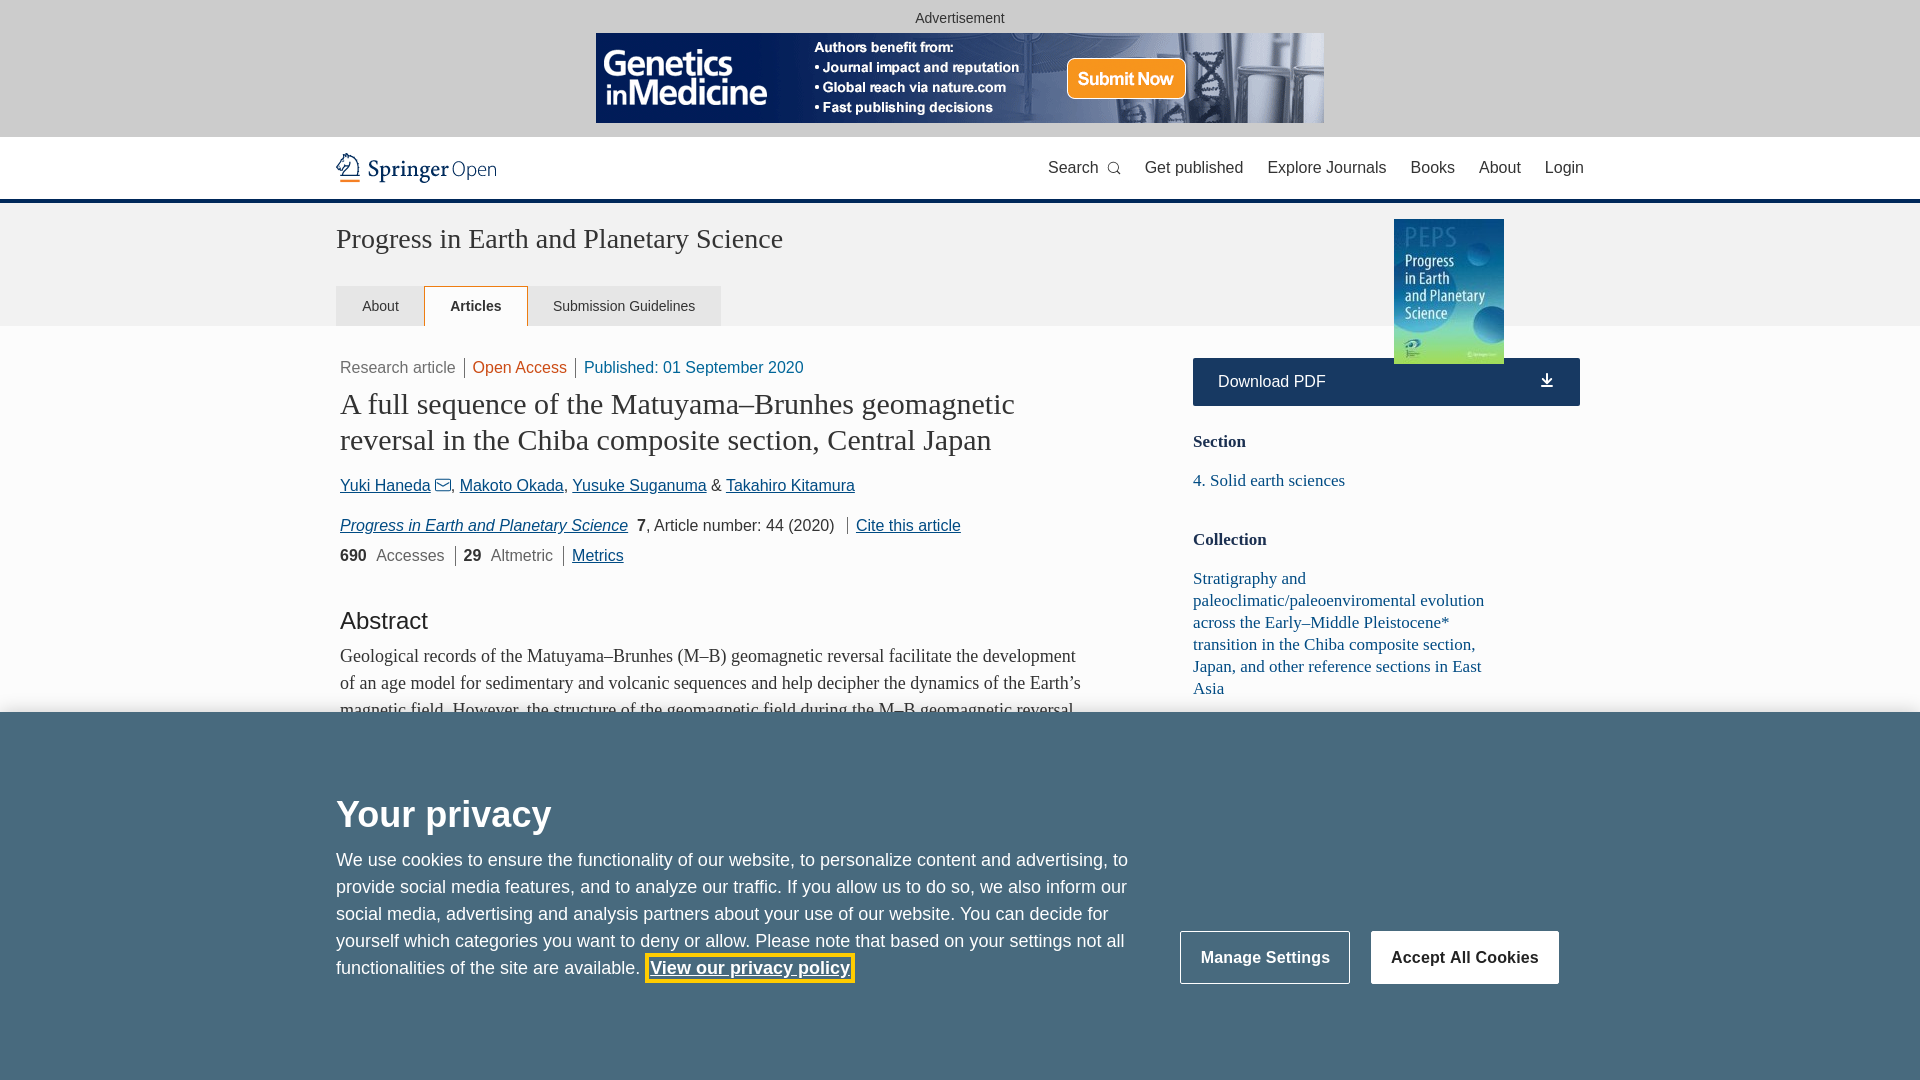 Advertisement
Genetics
inMedicine
Authors benefit from:
• Journal impact and reputation
• Global reach via nature.com
• Fast publishing decisions
Submit Now
Springer Open
Search
Get published
Explore Journals
Books
About
Login
Progress in Earth and Planetary Science
PEPS
Progress
in Earth
and Planetary
Science
About
Articles
Submission Guidelines
Research article
Open Access
Published: 01 September 2020
A full sequence of the Matuyama–Brunhes geomagnetic
reversal in the Chiba composite section, Central Japan
Yuki Haneda, Makoto Okada, Yusuke Suganuma & Takahiro Kitamura
Progress in Earth and Planetary Science 7, Article number: 44 (2020)
Cite this article
690 Accesses
29 Altmetric
Metrics
Abstract
Geological records of the Matuyama–Brunhes (M–B) geomagnetic reversal facilitate the development
of an age model for sedimentary and volcanic sequences and help decipher the dynamics of the Earth’s
magnetic field. However, the structure of the geomagnetic field during the M–B geomagnetic reversal
Download PDF
Section
4. Solid earth sciences
Collection
Stratigraphy and
paleoclimatic/paleoenviromental evolution
across the Early–Middle Pleistocene*
transition in the Chiba composite section,
Japan, and other reference sections in East
Asia
Your privacy
We use cookies to ensure the functionality of our website, to personalize content and advertising, to
provide social media features, and to analyze our traffic. If you allow us to do so, we also inform our
social media, advertising and analysis partners about your use of our website. You can decide for
yourself which categories you want to deny or allow. Please note that based on your settings not all
functionalities of the site are available. View our privacy policy
Manage Settings
Accept All Cookies